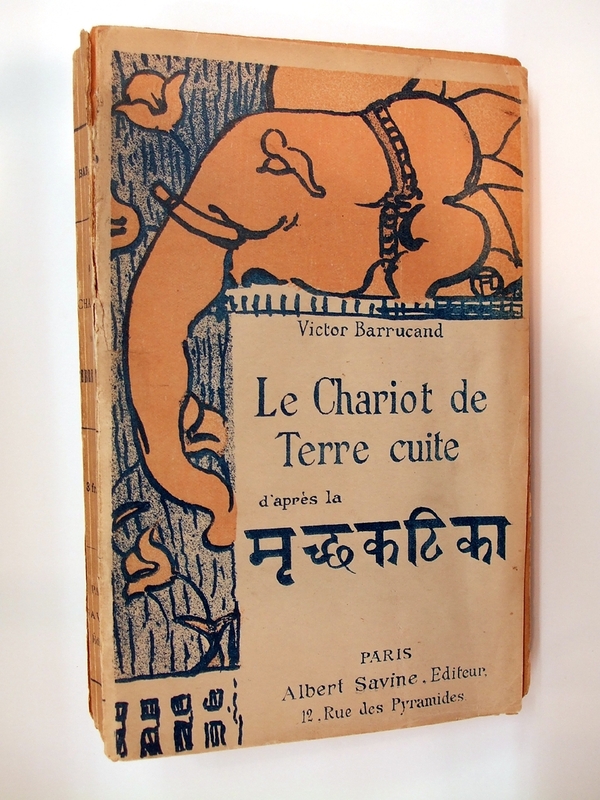 Victor Barrucand
Le Chariot de
Terre cuite
d'après la
मृच्छकटिका
PARIS
Albert Savine. Editeur.
12. Rue des Pyramides